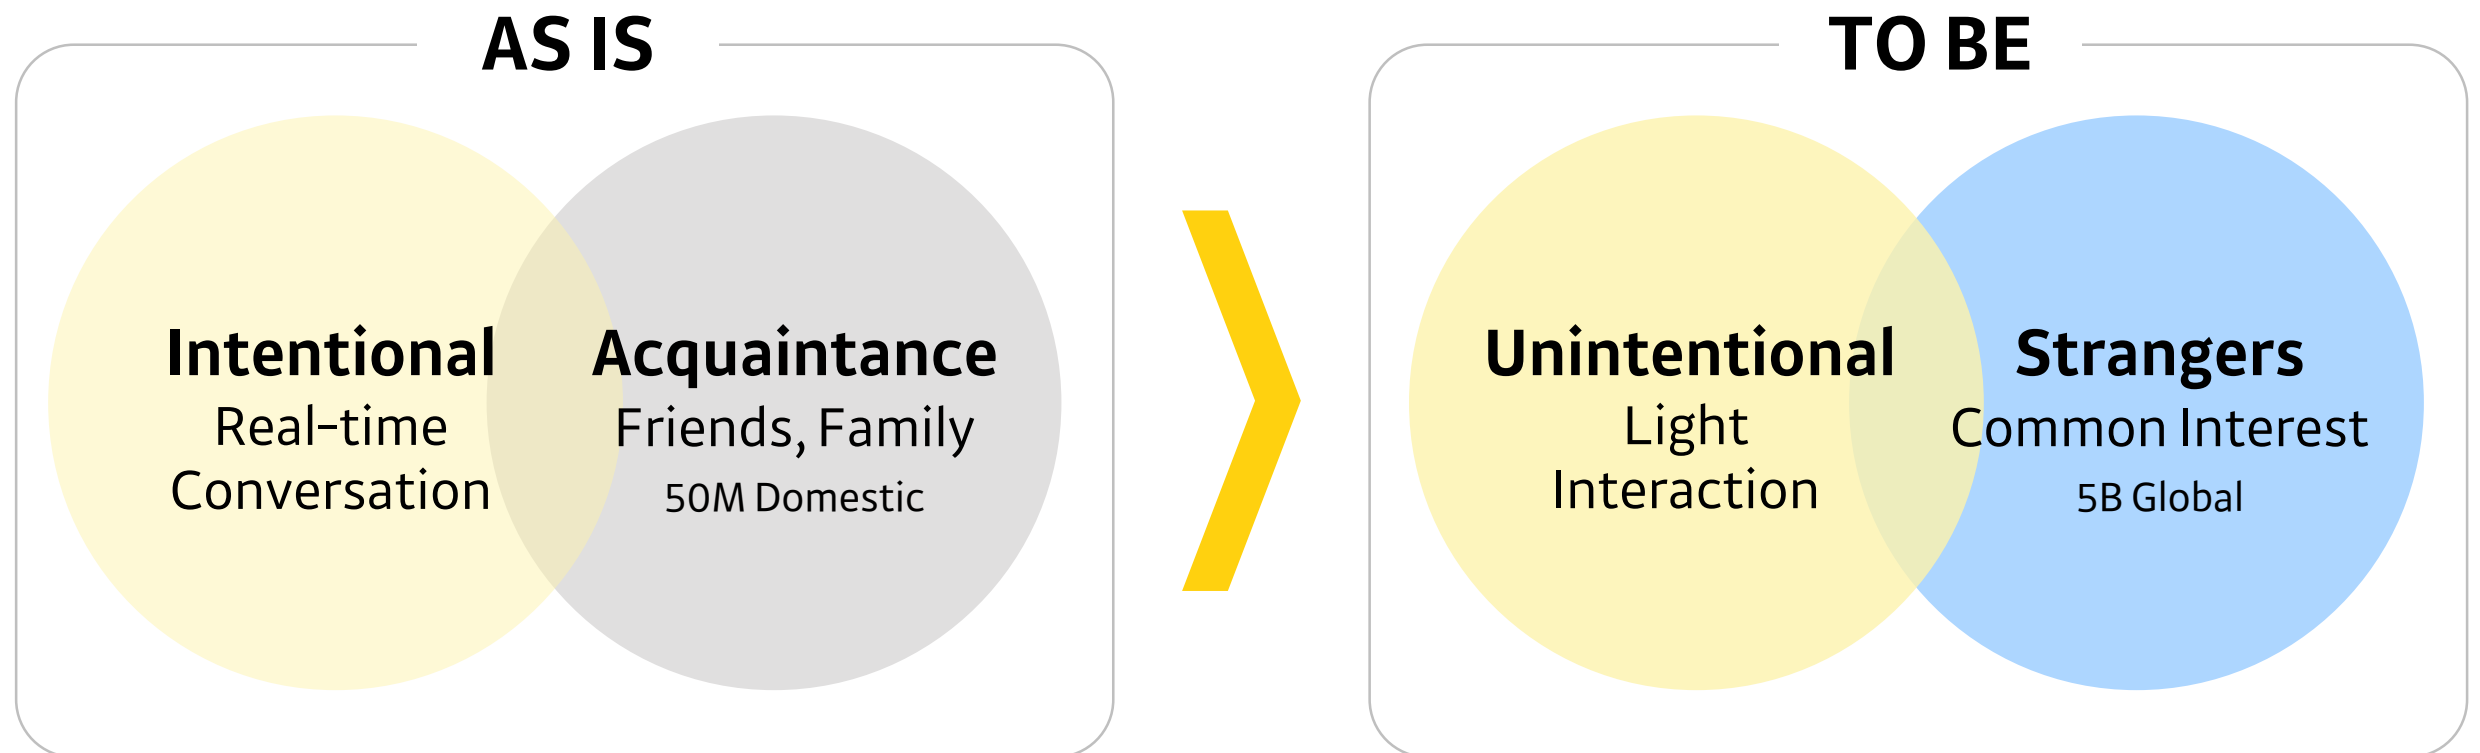 AS IS
Intentional
Real-time
Conversation
Acquaintance
Friends, Family
50M Domestic
TO BE
Unintentional
Light
Interaction
Strangers
Common Interest
5B Global